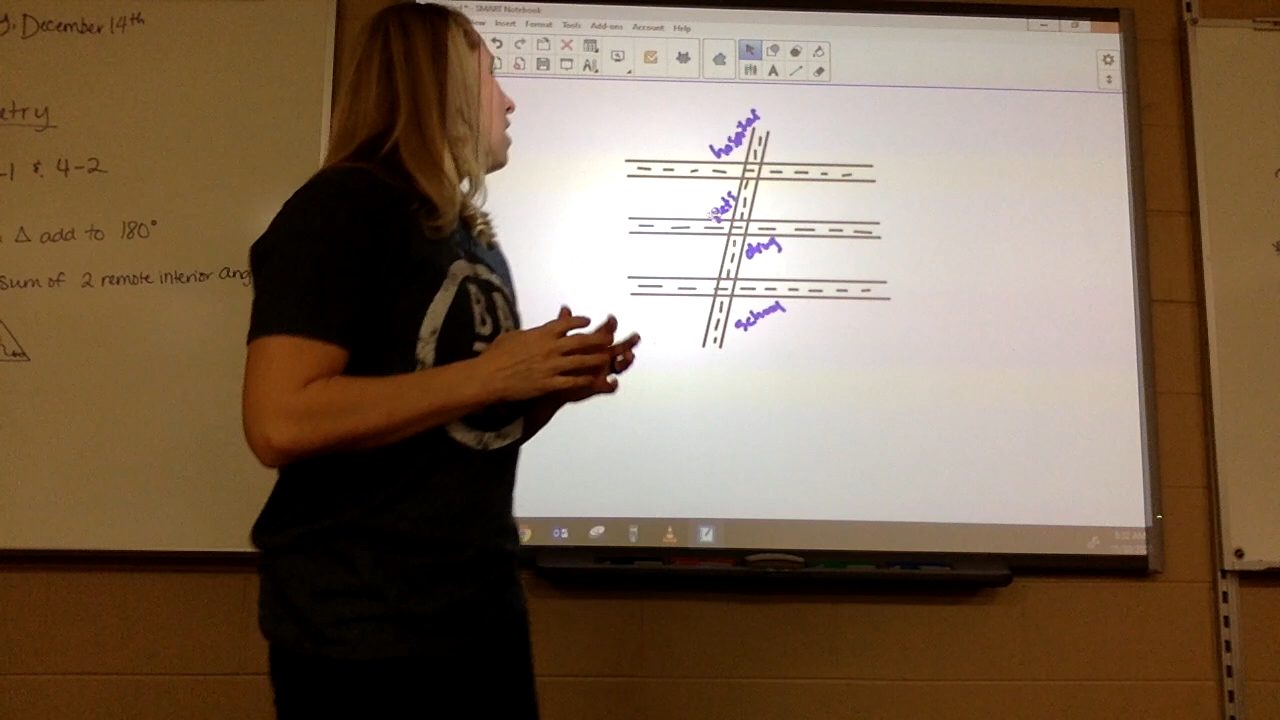 y, December 14th
etry
-1 & 4-2
Δ add to 180°
sum of 2 remote interior ang
SMART Notebook
Insert Format Tools Add-ons Account Help
hospital
drug
school